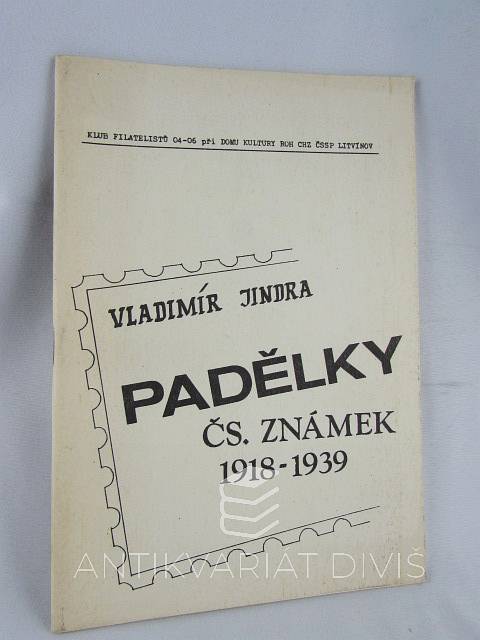 KLUB FILATELISTŮ 04-06 při DOMU KULTURY ROH CHZ ČSSP LITVÍNOV
VLADIMÍR JINDRA
PADĚLKY
ČS. ZNÁMEK
1918-1939
ANTIKVARIÁT DIVIŠ